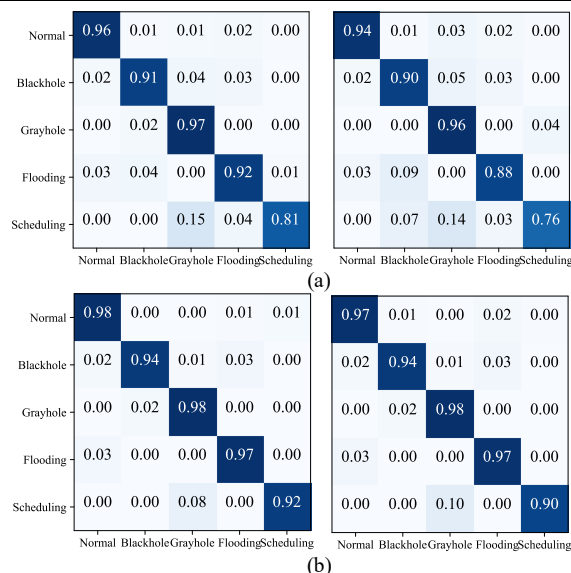 Normal 0.96 0.01 0.01 0.02 0.00 0.94 0.01 0.03 0.02 0.00
Blackhole 0.02 0.91 0.04 0.03 0.00 0.02 0.90 0.05 0.03 0.00
Grayhole 0.00 0.02 0.97 0.00 0.00 0.00 0.00 0.96 0.00 0.04
Flooding 0.03 0.04 0.00 0.92 0.01 0.03 0.09 0.00 0.88 0.00
Scheduling 0.00 0.00 0.15 0.04 0.81 0.00 0.07 0.14 0.03 0.76
Normal Blackhole Grayhole Flooding Scheduling Normal Blackhole Grayhole Flooding Scheduling
(a)
Normal 0.98 0.00 0.00 0.01 0.01 0.97 0.01 0.00 0.02 0.00
Blackhole 0.02 0.94 0.01 0.03 0.00 0.02 0.94 0.01 0.03 0.00
Grayhole 0.00 0.02 0.98 0.00 0.00 0.00 0.02 0.98 0.00 0.00
Flooding 0.03 0.00 0.00 0.97 0.00 0.03 0.00 0.00 0.97 0.00
Scheduling 0.00 0.00 0.08 0.00 0.92 0.00 0.00 0.10 0.00 0.90
Normal Blackhole Grayhole Flooding Scheduling Normal Blackhole Grayhole Flooding Scheduling
(b)